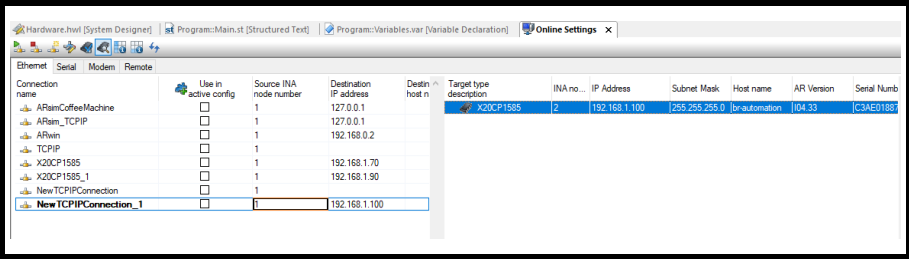 Hardware.hwl [System Designer] Program::Main.st [Structured Text] Program::Variables.var [Variable Declaration] Online Settings X
Ethernet Serial Modem Remote
Connection name Use in active config Source INA node number Destination IP address Destin host n Target type description INA no... IP Address Subnet Mask Host name AR Version Serial Numb
ARsimCoffeeMachine 1 127.0.0.1 X20CP1585 2 192.168.1.100 255.255.255.0 br-automation I04.33 C3AE01887
ARsim_TCPIP 1 127.0.0.1
ARwin 1 192.168.0.2
TCPIP 1
X20CP1585 1 192.168.1.70
X20CP1585_1 1 192.168.1.90
NewTCPIPConnection 1
NewTCPIPConnection_1 1 192.168.1.100